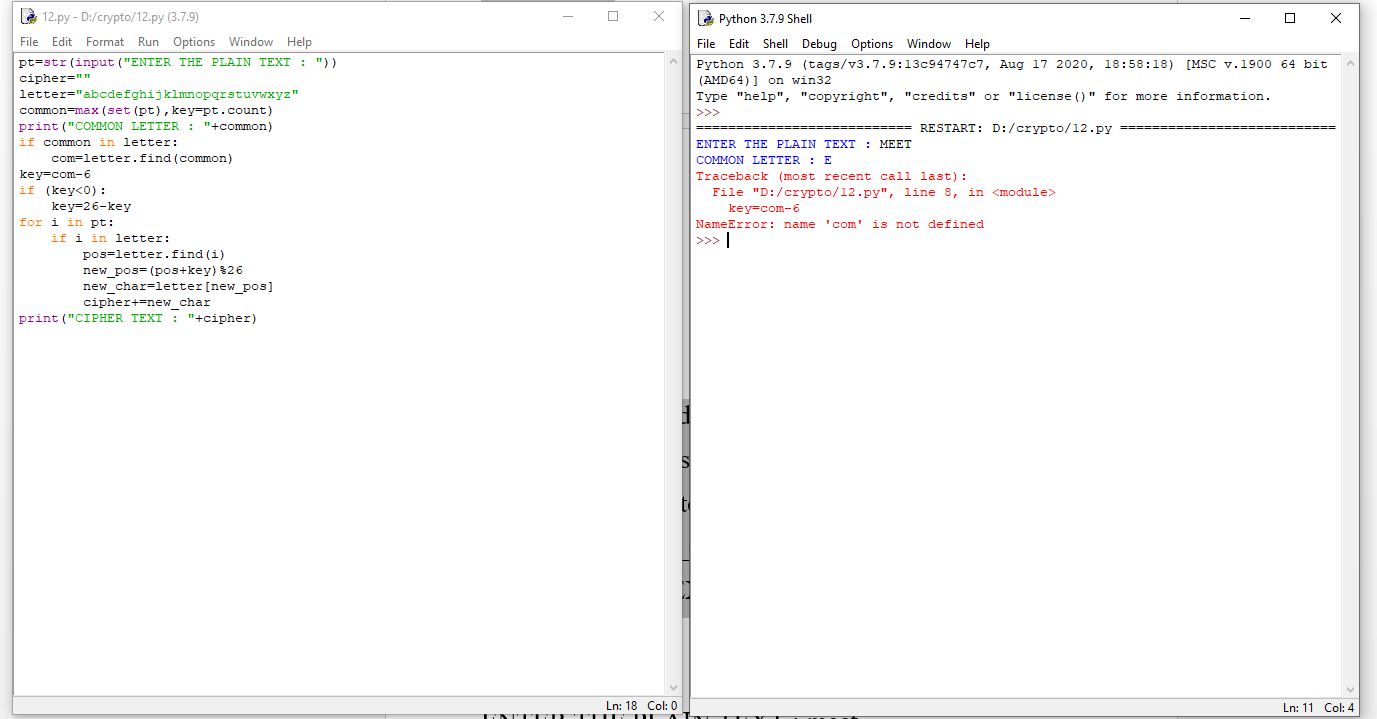 12.py - D:/crypto/12.py (3.7.9)
File Edit Format Run Options Window Help
pt=str(input("ENTER THE PLAIN TEXT : "))
cipher=""
letter="abcdefghijklmnopqrstuvwxyz"
common=max(set(pt),key=pt.count)
print("COMMON LETTER : "+common)
if common in letter:
    com=letter.find(common)
key=com-6
if (key<0):
    key=26-key
for i in pt:
    if i in letter:
        pos=letter.find(i)
        new_pos=(pos+key)%26
        new_char=letter[new_pos]
        cipher+=new_char
print("CIPHER TEXT : "+cipher)
Ln: 18 Col: 0
Python 3.7.9 Shell
File Edit Shell Debug Options Window Help
Python 3.7.9 (tags/v3.7.9:13c94747c7, Aug 17 2020, 18:58:18) [MSC v.1900 64 bit
(AMD64)] on win32
Type "help", "copyright", "credits" or "license()" for more information.
>>>
=========================== RESTART: D:/crypto/12.py ===========================
ENTER THE PLAIN TEXT : MEET
COMMON LETTER : E
Traceback (most recent call last):
  File "D:/crypto/12.py", line 8, in <module>
    key=com-6
NameError: name 'com' is not defined
>>>
Ln: 11 Col: 4
ENTER THE PLAIN TEXT : meet